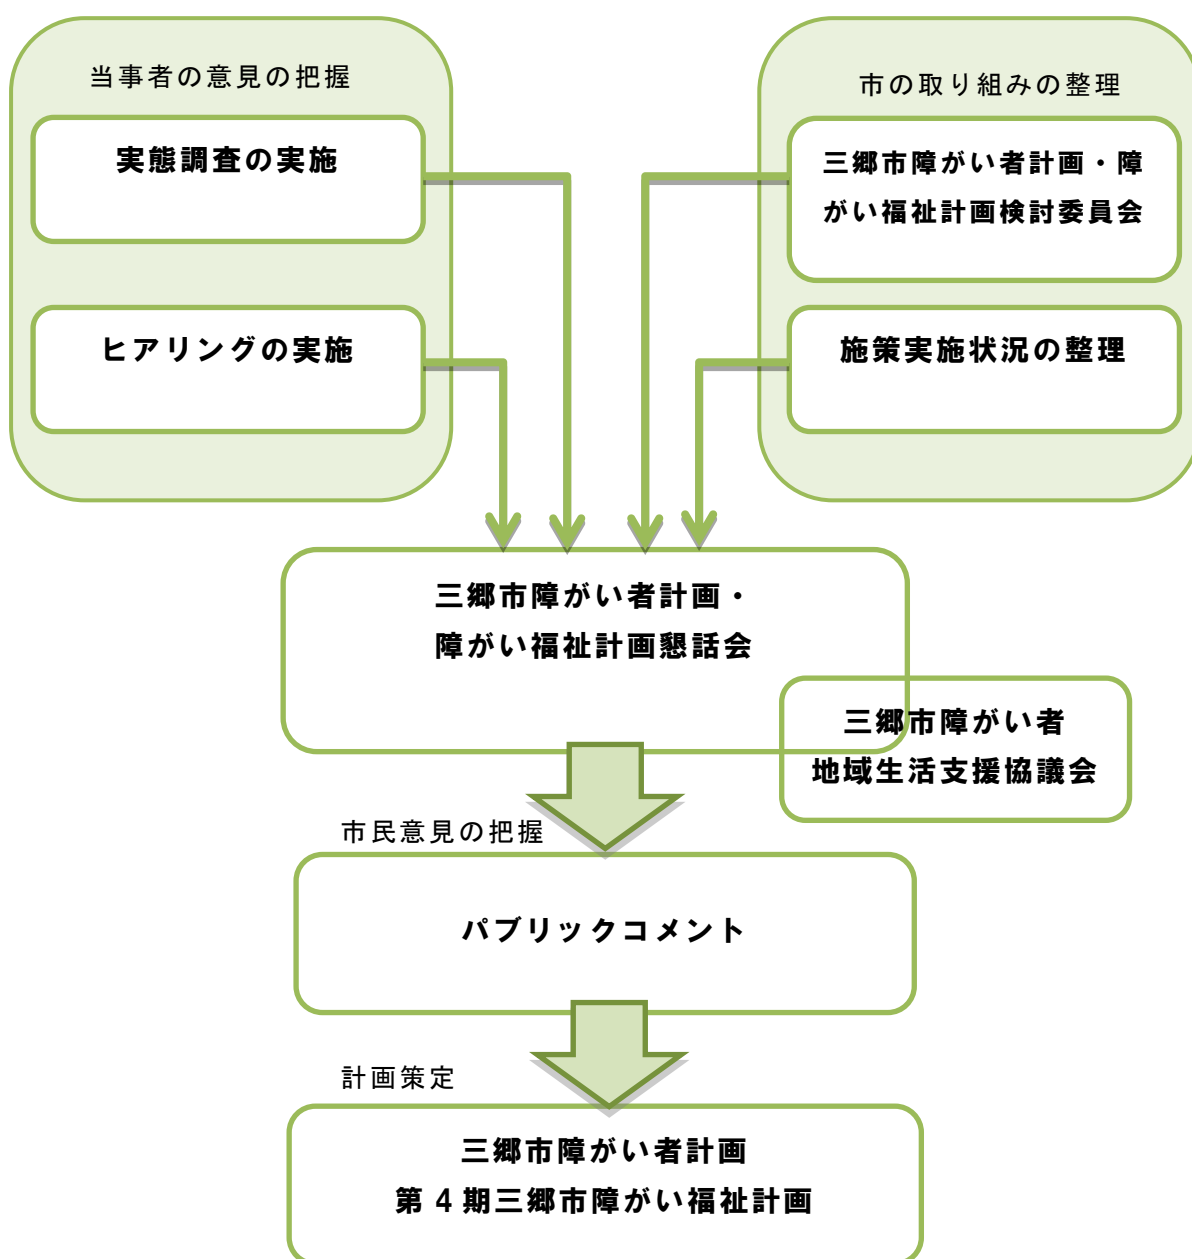 当事者の意見の把握
実態調査の実施
ヒアリングの実施
市の取り組みの整理
三郷市障がい者計画・障
がい福祉計画検討委員会
施策実施状況の整理
三郷市障がい者計画・
障がい福祉計画懇話会
三郷市障がい者
地域生活支援協議会
市民意見の把握
パブリックコメント
計画策定
三郷市障がい者計画
第４期三郷市障がい福祉計画